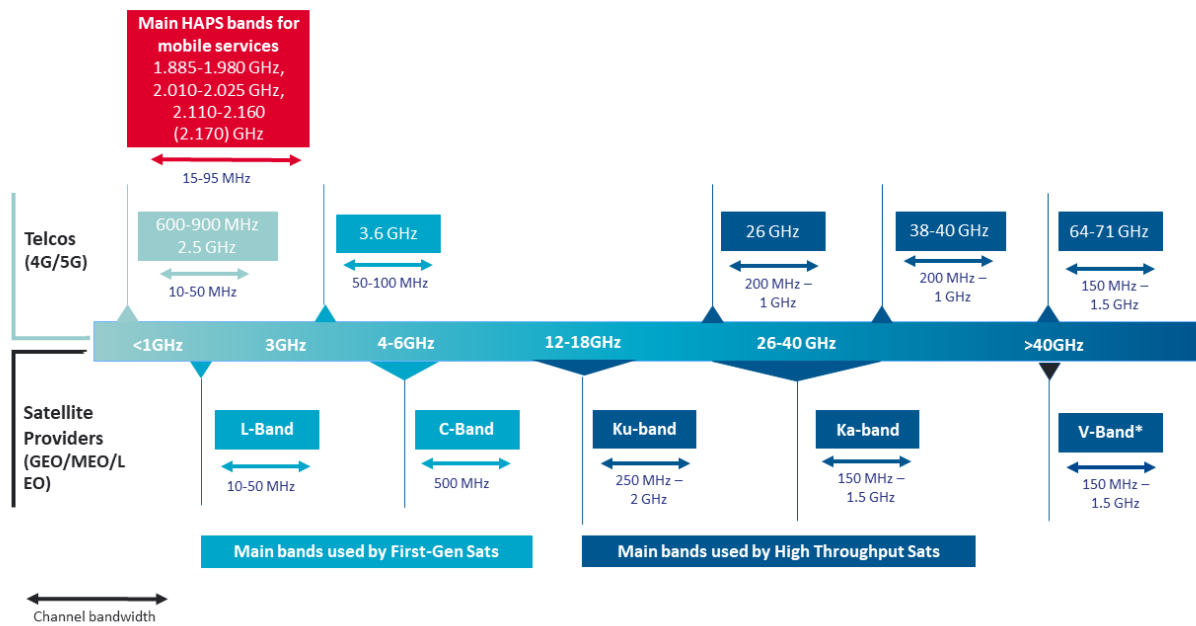 Main HAPS bands for
mobile services
1.885-1.980 GHz,
2.010-2.025 GHz,
2.110-2.160
(2.170) GHz
15-95 MHz
Telcos
(4G/5G)
600-900 MHz
2.5 GHz
10-50 MHz
3.6 GHz
50-100 MHz
26 GHz
200 MHz –
1 GHz
38-40 GHz
200 MHz –
1 GHz
64-71 GHz
150 MHz –
1.5 GHz
<1GHz
3GHz
4-6GHz
12-18GHz
26-40 GHz
>40GHz
Satellite
Providers
(GEO/MEO/L
EO)
L-Band
10-50 MHz
C-Band
500 MHz
Ku-band
250 MHz –
2 GHz
Ka-band
150 MHz –
1.5 GHz
V-Band*
150 MHz –
1.5 GHz
Main bands used by First-Gen Sats
Main bands used by High Throughput Sats
Channel bandwidth